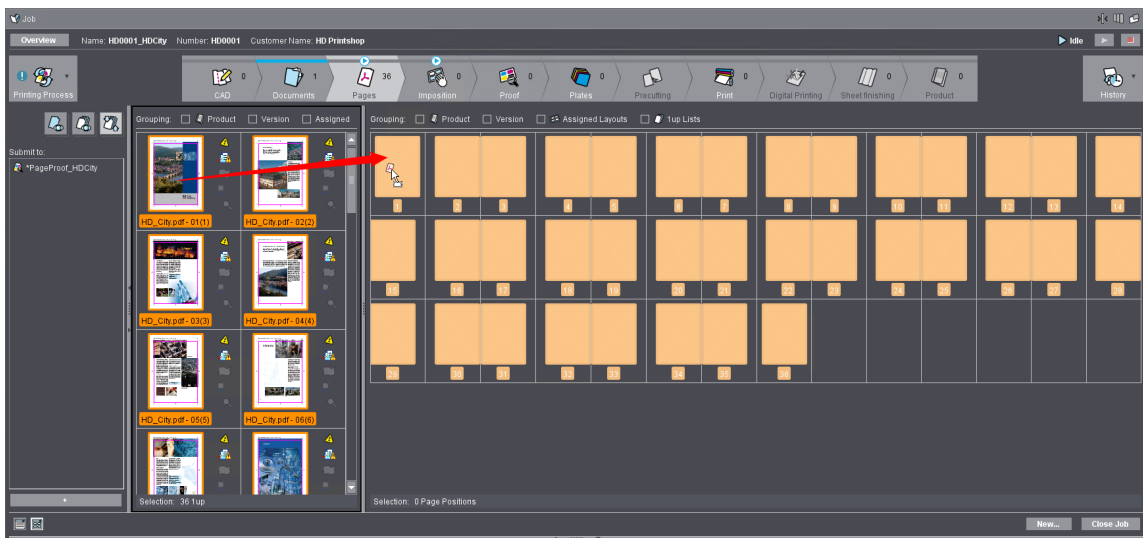 Job
Overview Name: HD0001_HDCity Number: HD0001 Customer Name: HD Printshop Idle
Printing Process
CAD 0
Documents 1
Pages 36
Imposition 0
Proof 0
Plates 0
Precutting
Print 0
Digital Printing
Sheet finishing 0
Product 0
History
Submit to:
*PageProof_HDCity
+
Grouping: Product Version Assigned
HD_City.pdf - 01(1) HD_City.pdf - 02(2)
HD_City.pdf - 03(3) HD_City.pdf - 04(4)
HD_City.pdf - 05(5) HD_City.pdf - 06(6)
Selection: 36 1up
Grouping: Product Version Assigned Layouts 1up Lists
1 2 3 4 5 6 7 8 9 10 11 12 13 14
15 16 17 18 19 20 21 22 23 24 25 26 27 28
29 30 31 32 33 34 35 36
Selection: 0 Page Positions
New... Close Job